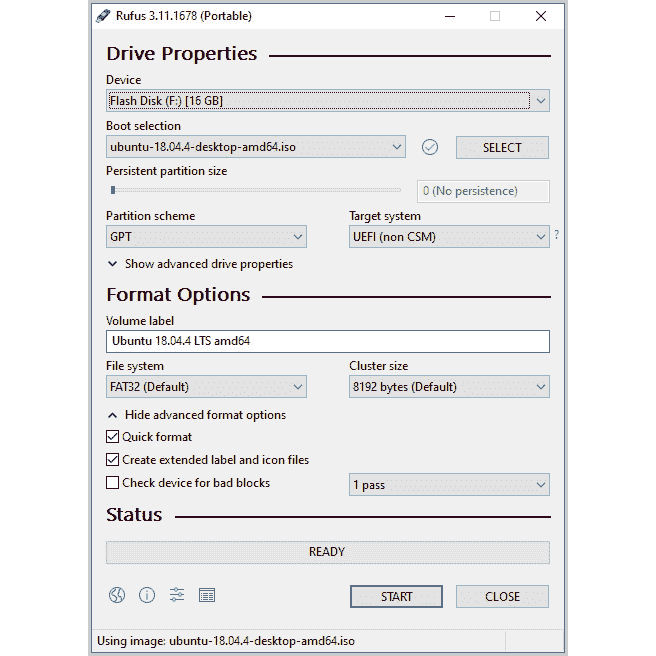 Rufus 3.11.1678 (Portable)
Drive Properties
Device
Flash Disk (F:) [16 GB]
Boot selection
ubuntu-18.04.4-desktop-amd64.iso
SELECT
Persistent partition size
0 (No persistence)
Partition scheme
Target system
GPT
UEFI (non CSM)
?
Show advanced drive properties
Format Options
Volume label
Ubuntu 18.04.4 LTS amd64
File system
Cluster size
FAT32 (Default)
8192 bytes (Default)
Hide advanced format options
Quick format
Create extended label and icon files
Check device for bad blocks
1 pass
Status
READY
START
CLOSE
Using image: ubuntu-18.04.4-desktop-amd64.iso